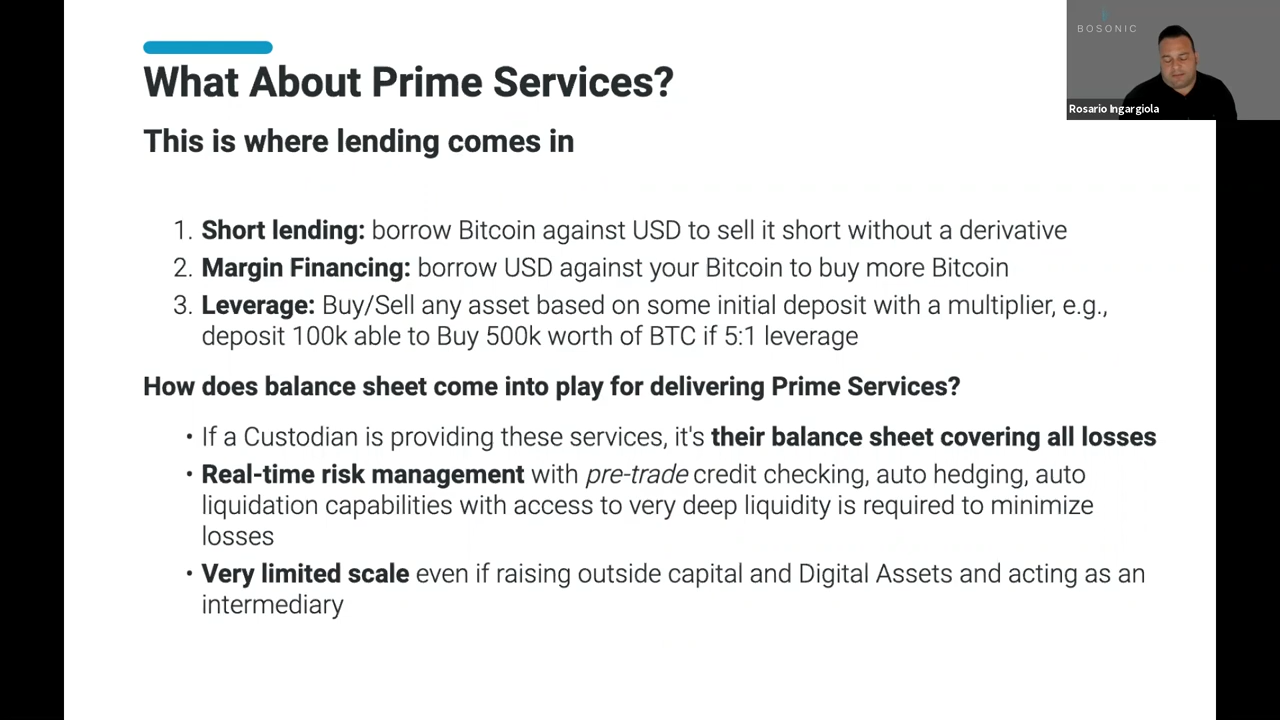 What About Prime Services?
This is where lending comes in
1. Short lending: borrow Bitcoin against USD to sell it short without a derivative
2. Margin Financing: borrow USD against your Bitcoin to buy more Bitcoin
3. Leverage: Buy/Sell any asset based on some initial deposit with a multiplier, e.g.,
deposit 100k able to Buy 500k worth of BTC if 5:1 leverage
How does balance sheet come into play for delivering Prime Services?
• If a Custodian is providing these services, it's their balance sheet covering all losses
• Real-time risk management with pre-trade credit checking, auto hedging, auto
liquidation capabilities with access to very deep liquidity is required to minimize
losses
• Very limited scale even if raising outside capital and Digital Assets and acting as an
intermediary
BOSONIC
Rosario Ingargiola